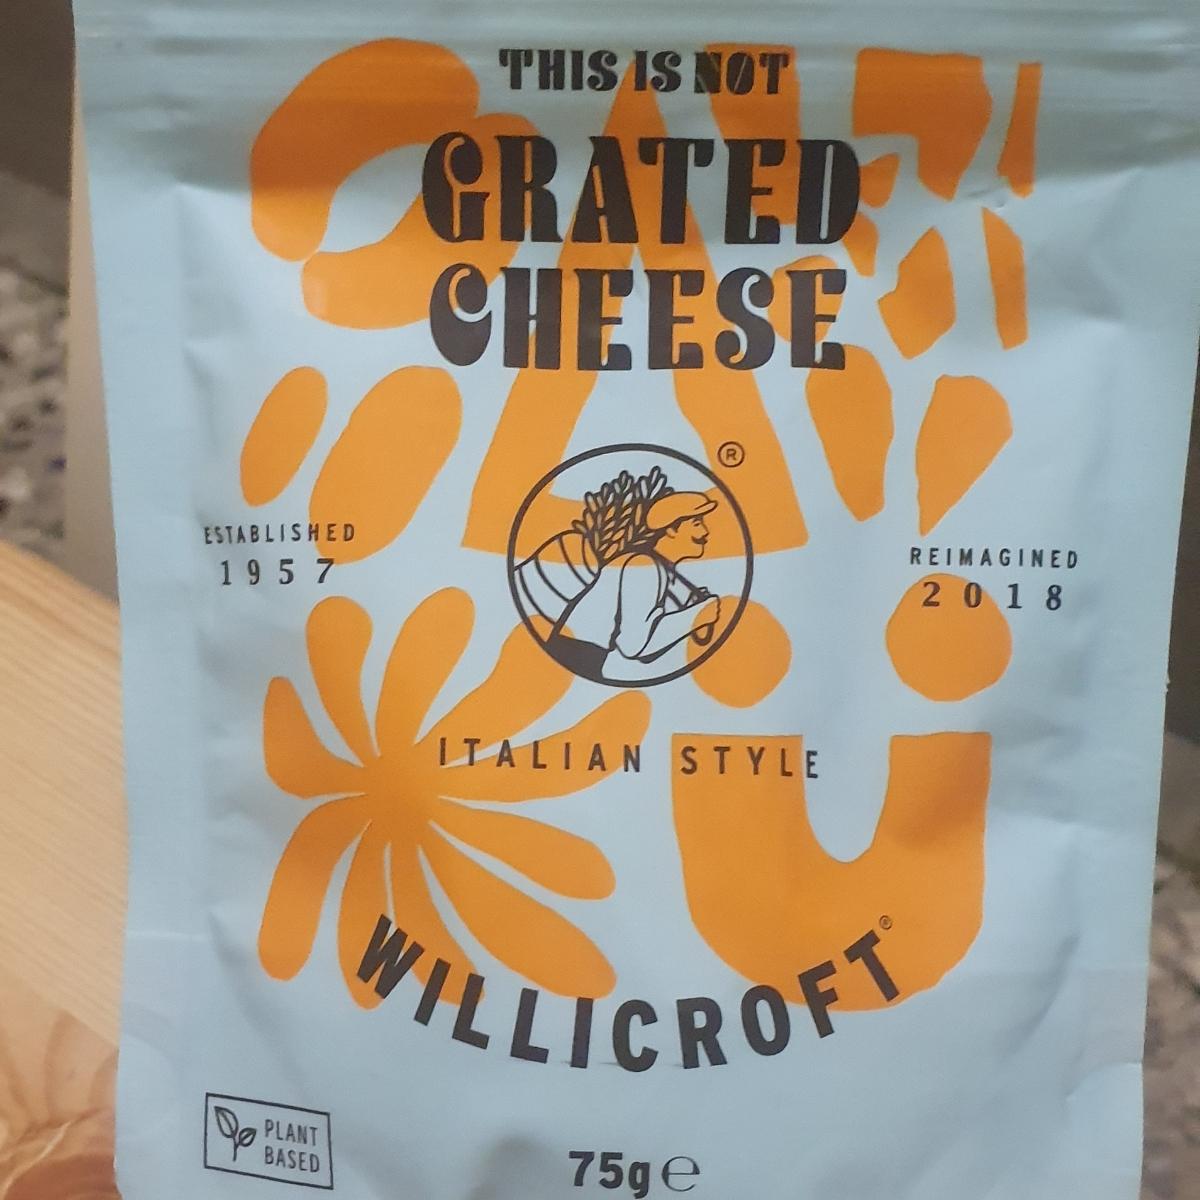 THIS IS NOT
GRATED
CHEESE
®
ESTABLISHED
1957
REIMAGINED
2018
ITALIAN STYLE
WILLICROFT®
PLANT
BASED
75g℮